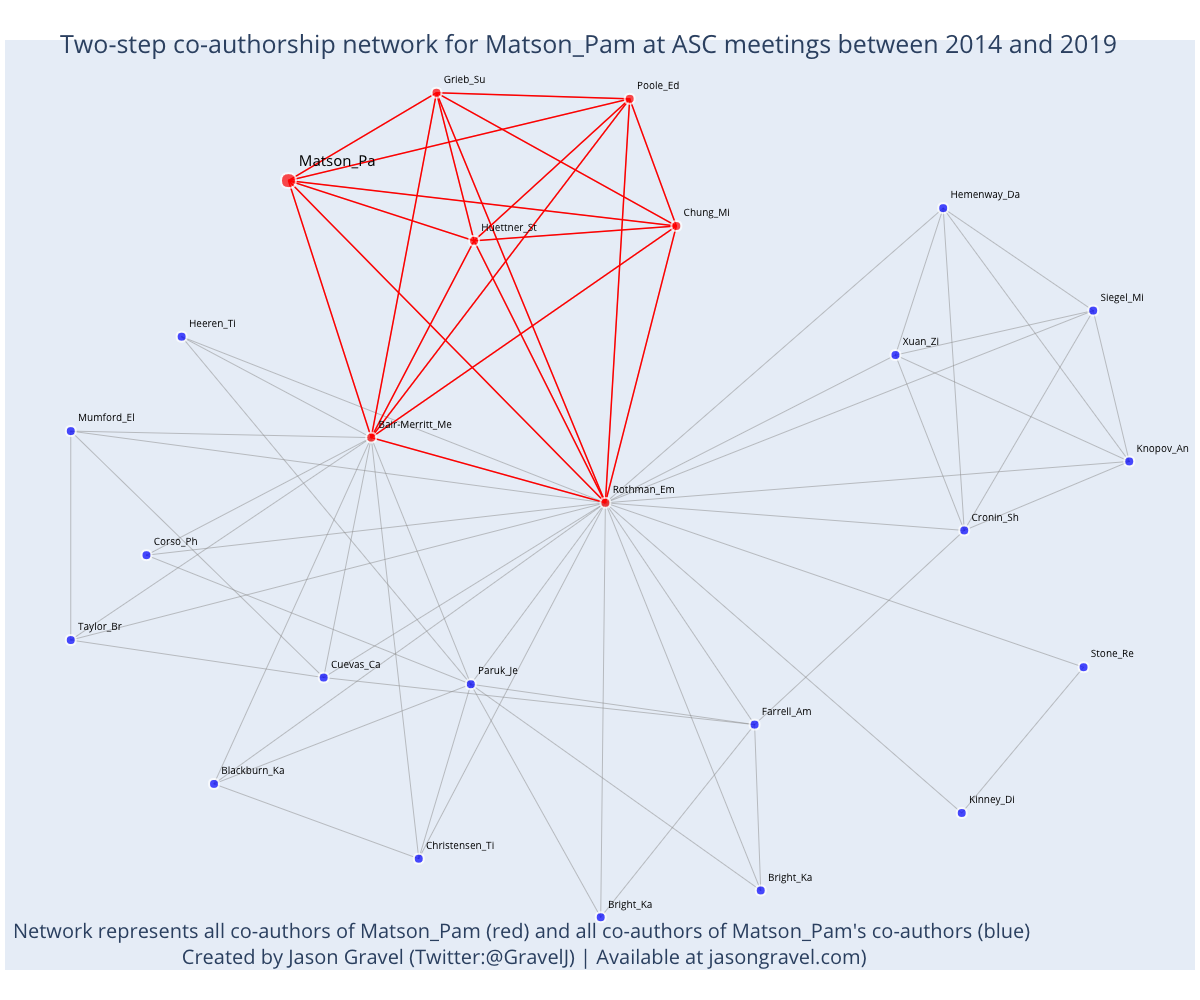 Two-step co-authorship network for Matson_Pam at ASC meetings between 2014 and 2019
Grieb_Su
Poole_Ed
Matson_Pa
Hemenway_Da
Chung_Mi
Huettner_St
Siegel_Mi
Heeren_Ti
Xuan_Zi
Mumford_El
Bair-Merritt_Me
Knopov_An
Rothman_Em
Cronin_Sh
Corso_Ph
Taylor_Br
Stone_Re
Cuevas_Ca
Paruk_Je
Farrell_Am
Blackburn_Ka
Kinney_Di
Christensen_Ti
Bright_Ka
Bright_Ka
Network represents all co-authors of Matson_Pam (red) and all co-authors of Matson_Pam's co-authors (blue)
Created by Jason Gravel (Twitter:@GravelJ) | Available at jasongravel.com)